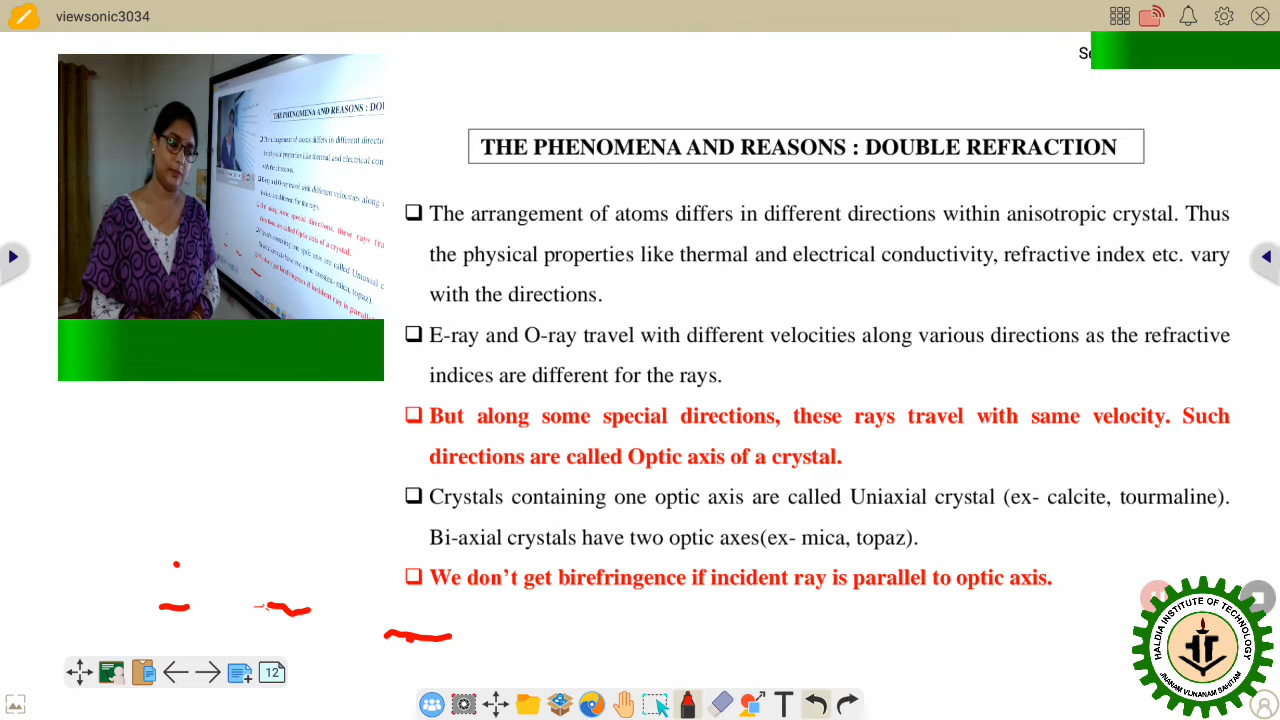 viewsonic3034
Se
THE PHENOMENA AND REASONS : DOUBLE REFRACTION
The arrangement of atoms differs in different directions within anisotropic crystal. Thus
the physical properties like thermal and electrical conductivity, refractive index etc. vary
with the directions.
E-ray and O-ray travel with different velocities along various directions as the refractive
indices are different for the rays.
But along some special directions, these rays travel with same velocity. Such
directions are called Optic axis of a crystal.
Crystals containing one optic axis are called Uniaxial crystal (ex- calcite, tourmaline).
Bi-axial crystals have two optic axes(ex- mica, topaz).
We don't get birefringence if incident ray is parallel to optic axis.
HALDIA INSTITUTE OF TECHNOLOGY
JNANAM VIJNANAM SAHITAM
12